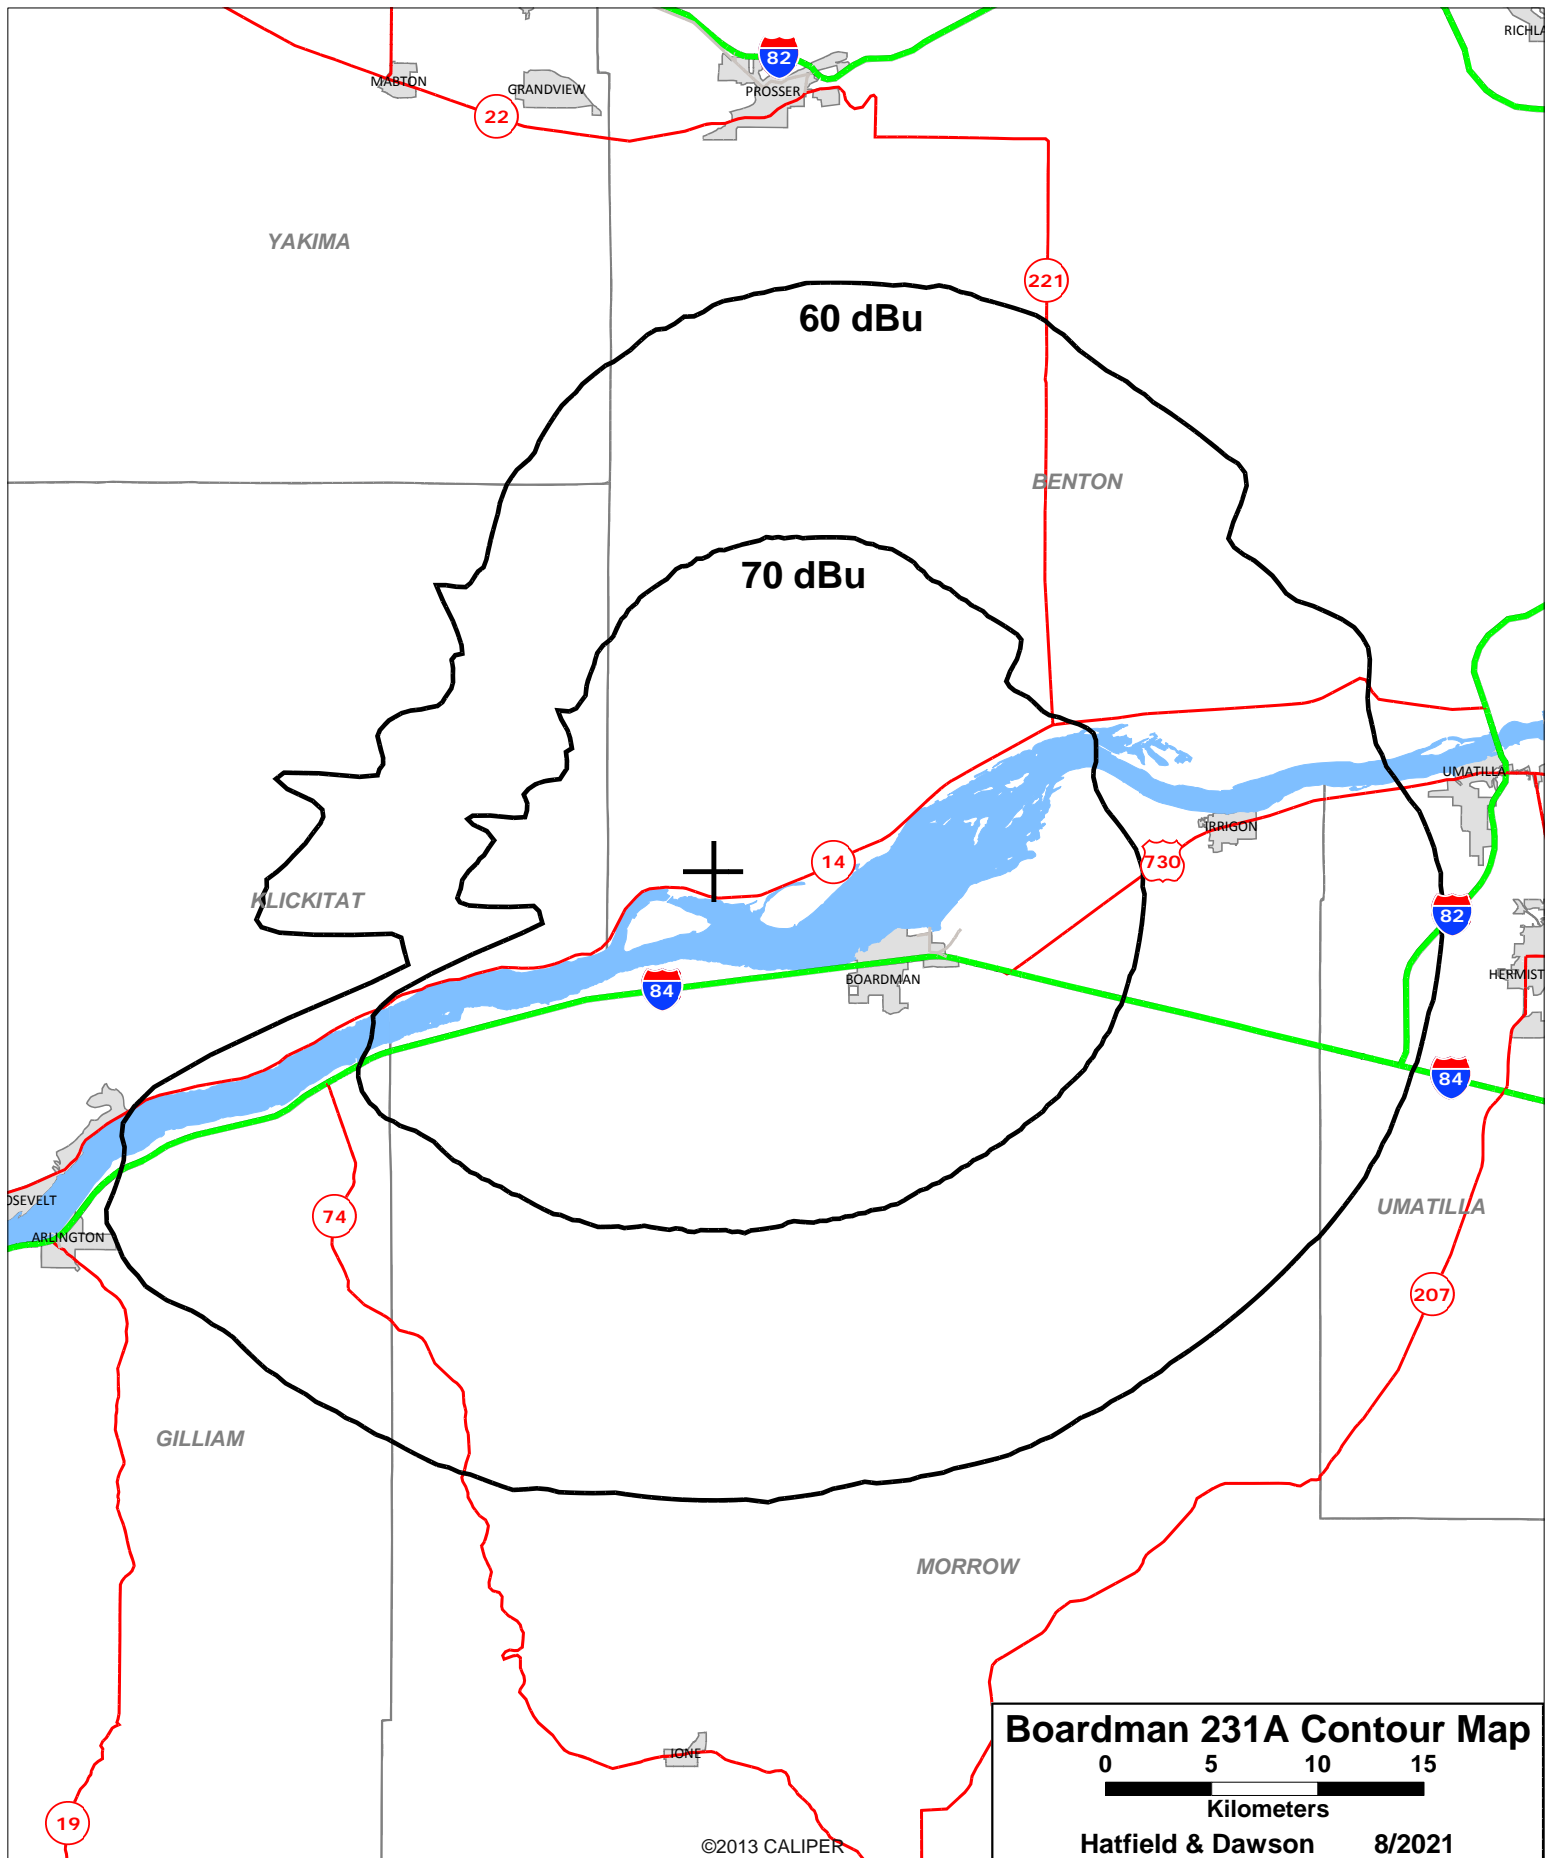 RICHLA
82
MABTON
GRANDVIEW
PROSSER
22
YAKIMA
221
60 dBu
BENTON
70 dBu
UMATILLA
IRRIGON
14
730
KLICKITAT
82
BOARDMAN
HERMIST
84
84
OSEVELT
ARLINGTON
74
UMATILLA
207
GILLIAM
MORROW
IONE
19
Boardman 231A Contour Map
0 5 10 15
Kilometers
Hatfield & Dawson 8/2021
©2013 CALIPER